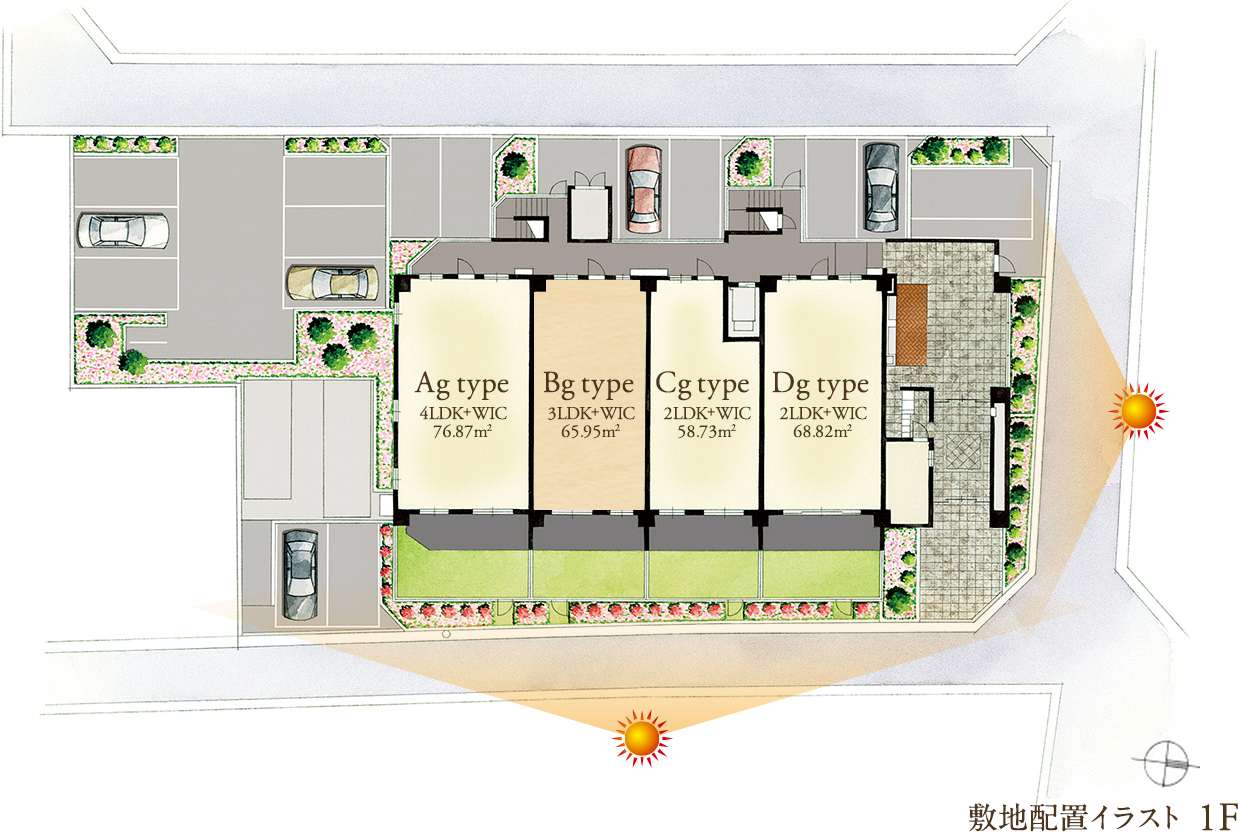 Ag type
4LDK+WIC
76.87m²
Bg type
3LDK+WIC
65.95m²
Cg type
2LDK+WIC
58.73m²
Dg type
2LDK+WIC
68.82m²
敷地配置イラスト 1F